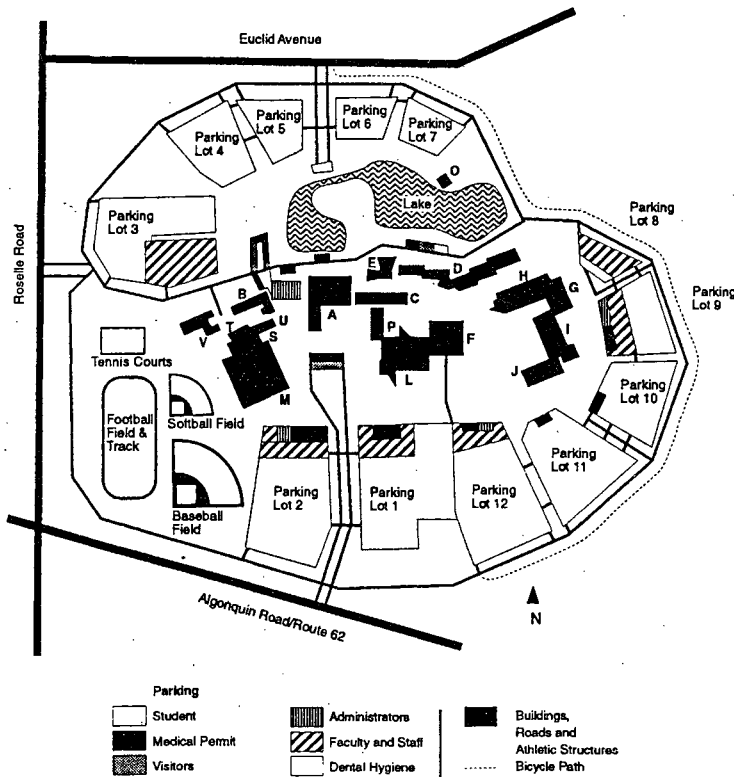 Euclid Avenue
Parking
Lot 4
Parking
Lot 5
Parking
Lot 6
Parking
Lot 7
O
Lake
Parking
Lot 3
Parking
Lot 8
Roselle Road
E
D
H
G
Parking
Lot 9
B
A
C
U
T
V
S
P
F
I
L
J
M
Tennis Courts
Parking
Lot 10
Football
Field &
Track
Softball Field
Parking
Lot 11
Baseball
Field
Parking
Lot 2
Parking
Lot 1
Parking
Lot 12
Algonquin Road/Route 62
N
Parking
Student
Medical Permit
Visitors
Administrators
Faculty and Staff
Dental Hygiene
Buildings,
Roads and
Athletic Structures
Bicycle Path